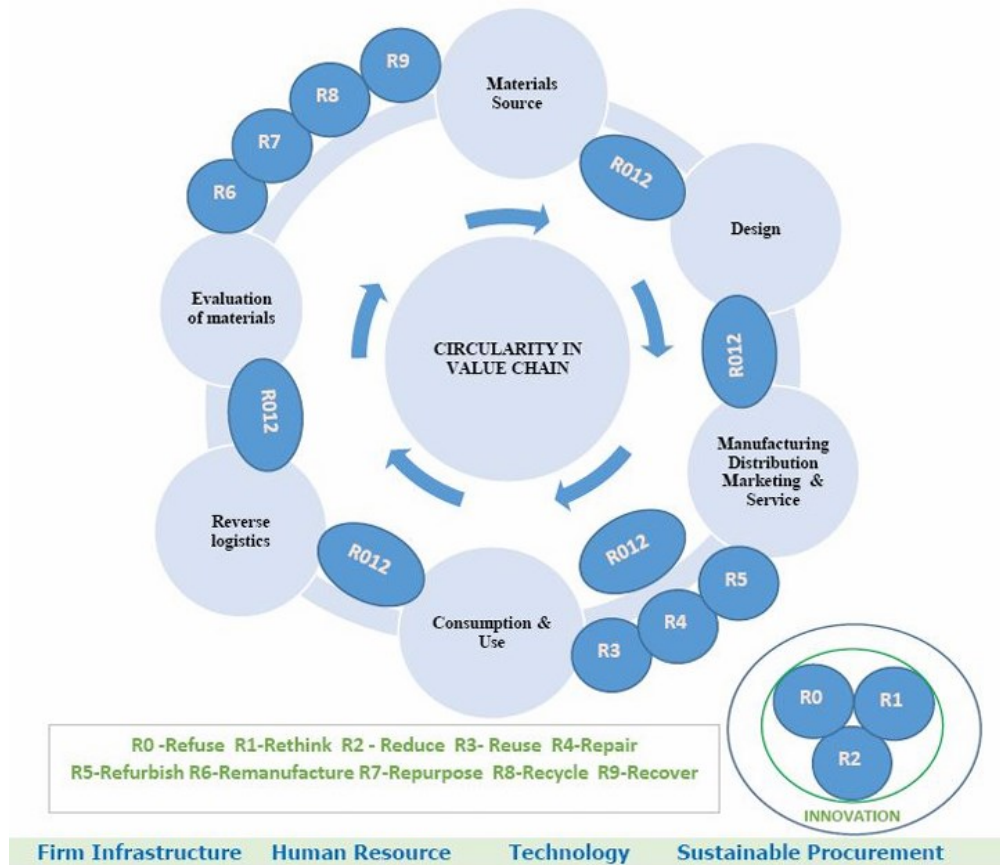 R9
R8
R7
R6
Materials
Source
R012
Design
R012
Evaluation
of materials
CIRCULARITY IN
VALUE CHAIN
Manufacturing
Distribution
Marketing &
Service
R012
Reverse
logistics
R012
R012
Consumption &
Use
R5
R4
R3
R0
R1
R2
INNOVATION
R0 -Refuse R1-Rethink R2 - Reduce R3- Reuse R4-Repair
R5-Refurbish R6-Remanufacture R7-Repurpose R8-Recycle R9-Recover
Firm Infrastructure Human Resource Technology Sustainable Procurement